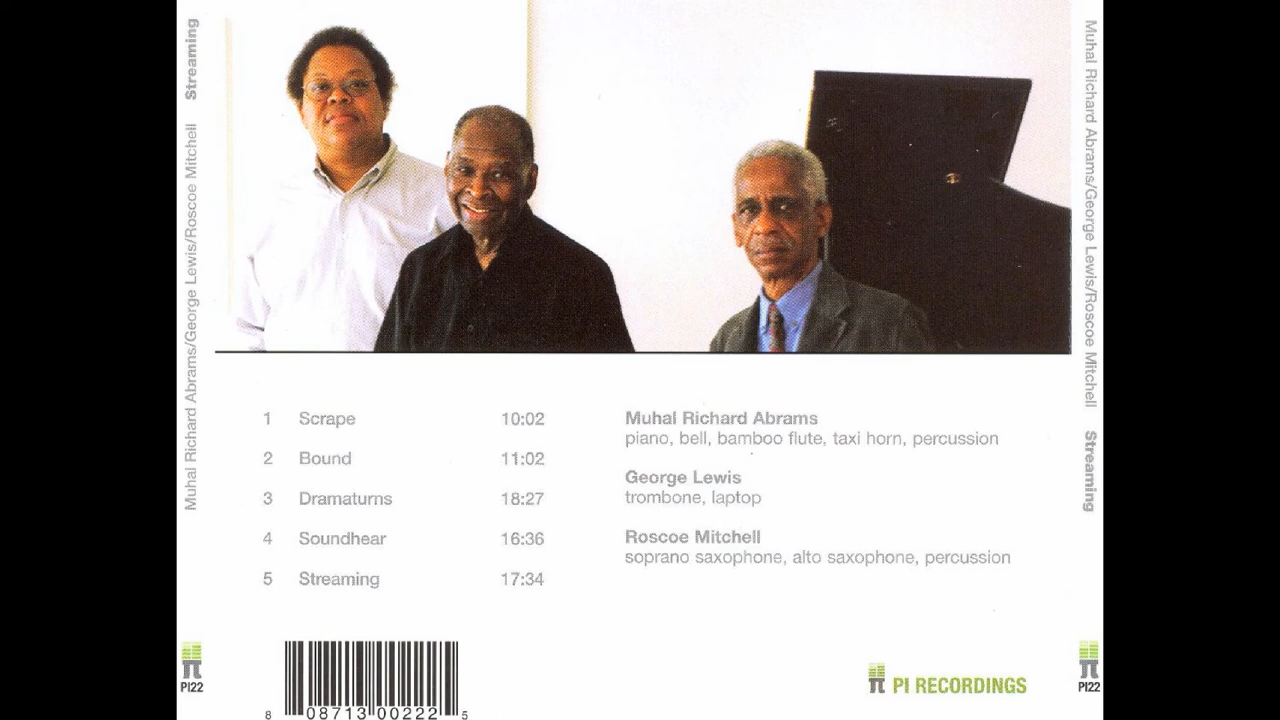 Muhal Richard Abrams/George Lewis/Roscoe Mitchell Streaming
Muhal Richard Abrams/George Lewis/Roscoe Mitchell Streaming
1 Scrape 10:02
2 Bound 11:02
3 Dramaturns 18:27
4 Soundhear 16:36
5 Streaming 17:34
Muhal Richard Abrams
piano, bell, bamboo flute, taxi horn, percussion
George Lewis
trombone, laptop
Roscoe Mitchell
soprano saxophone, alto saxophone, percussion
π
PI22
8 08713 00222 5
π PI RECORDINGS
π
PI22